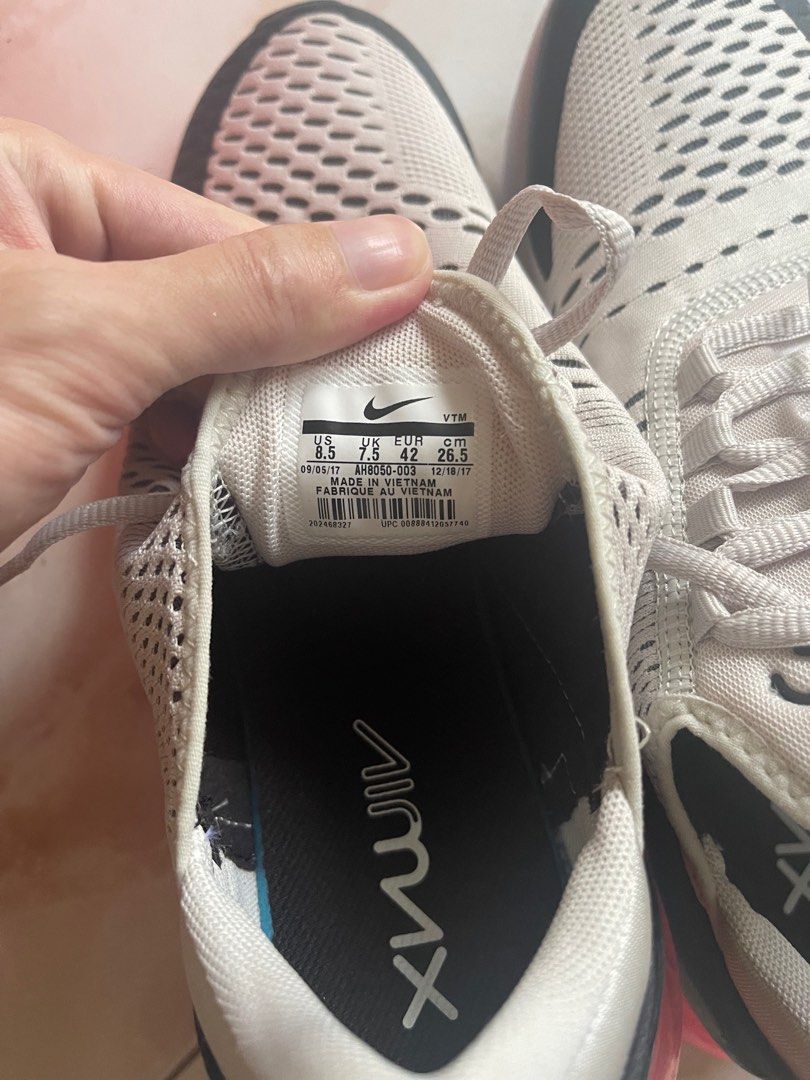 VTM
US UK EUR cm
8.5 7.5 42 26.5
09/05/17 AH8050-003 12/18/17
MADE IN VIETNAM
FABRIQUE AU VIETNAM
202468327 UPC 00888412057740
AIRMAX